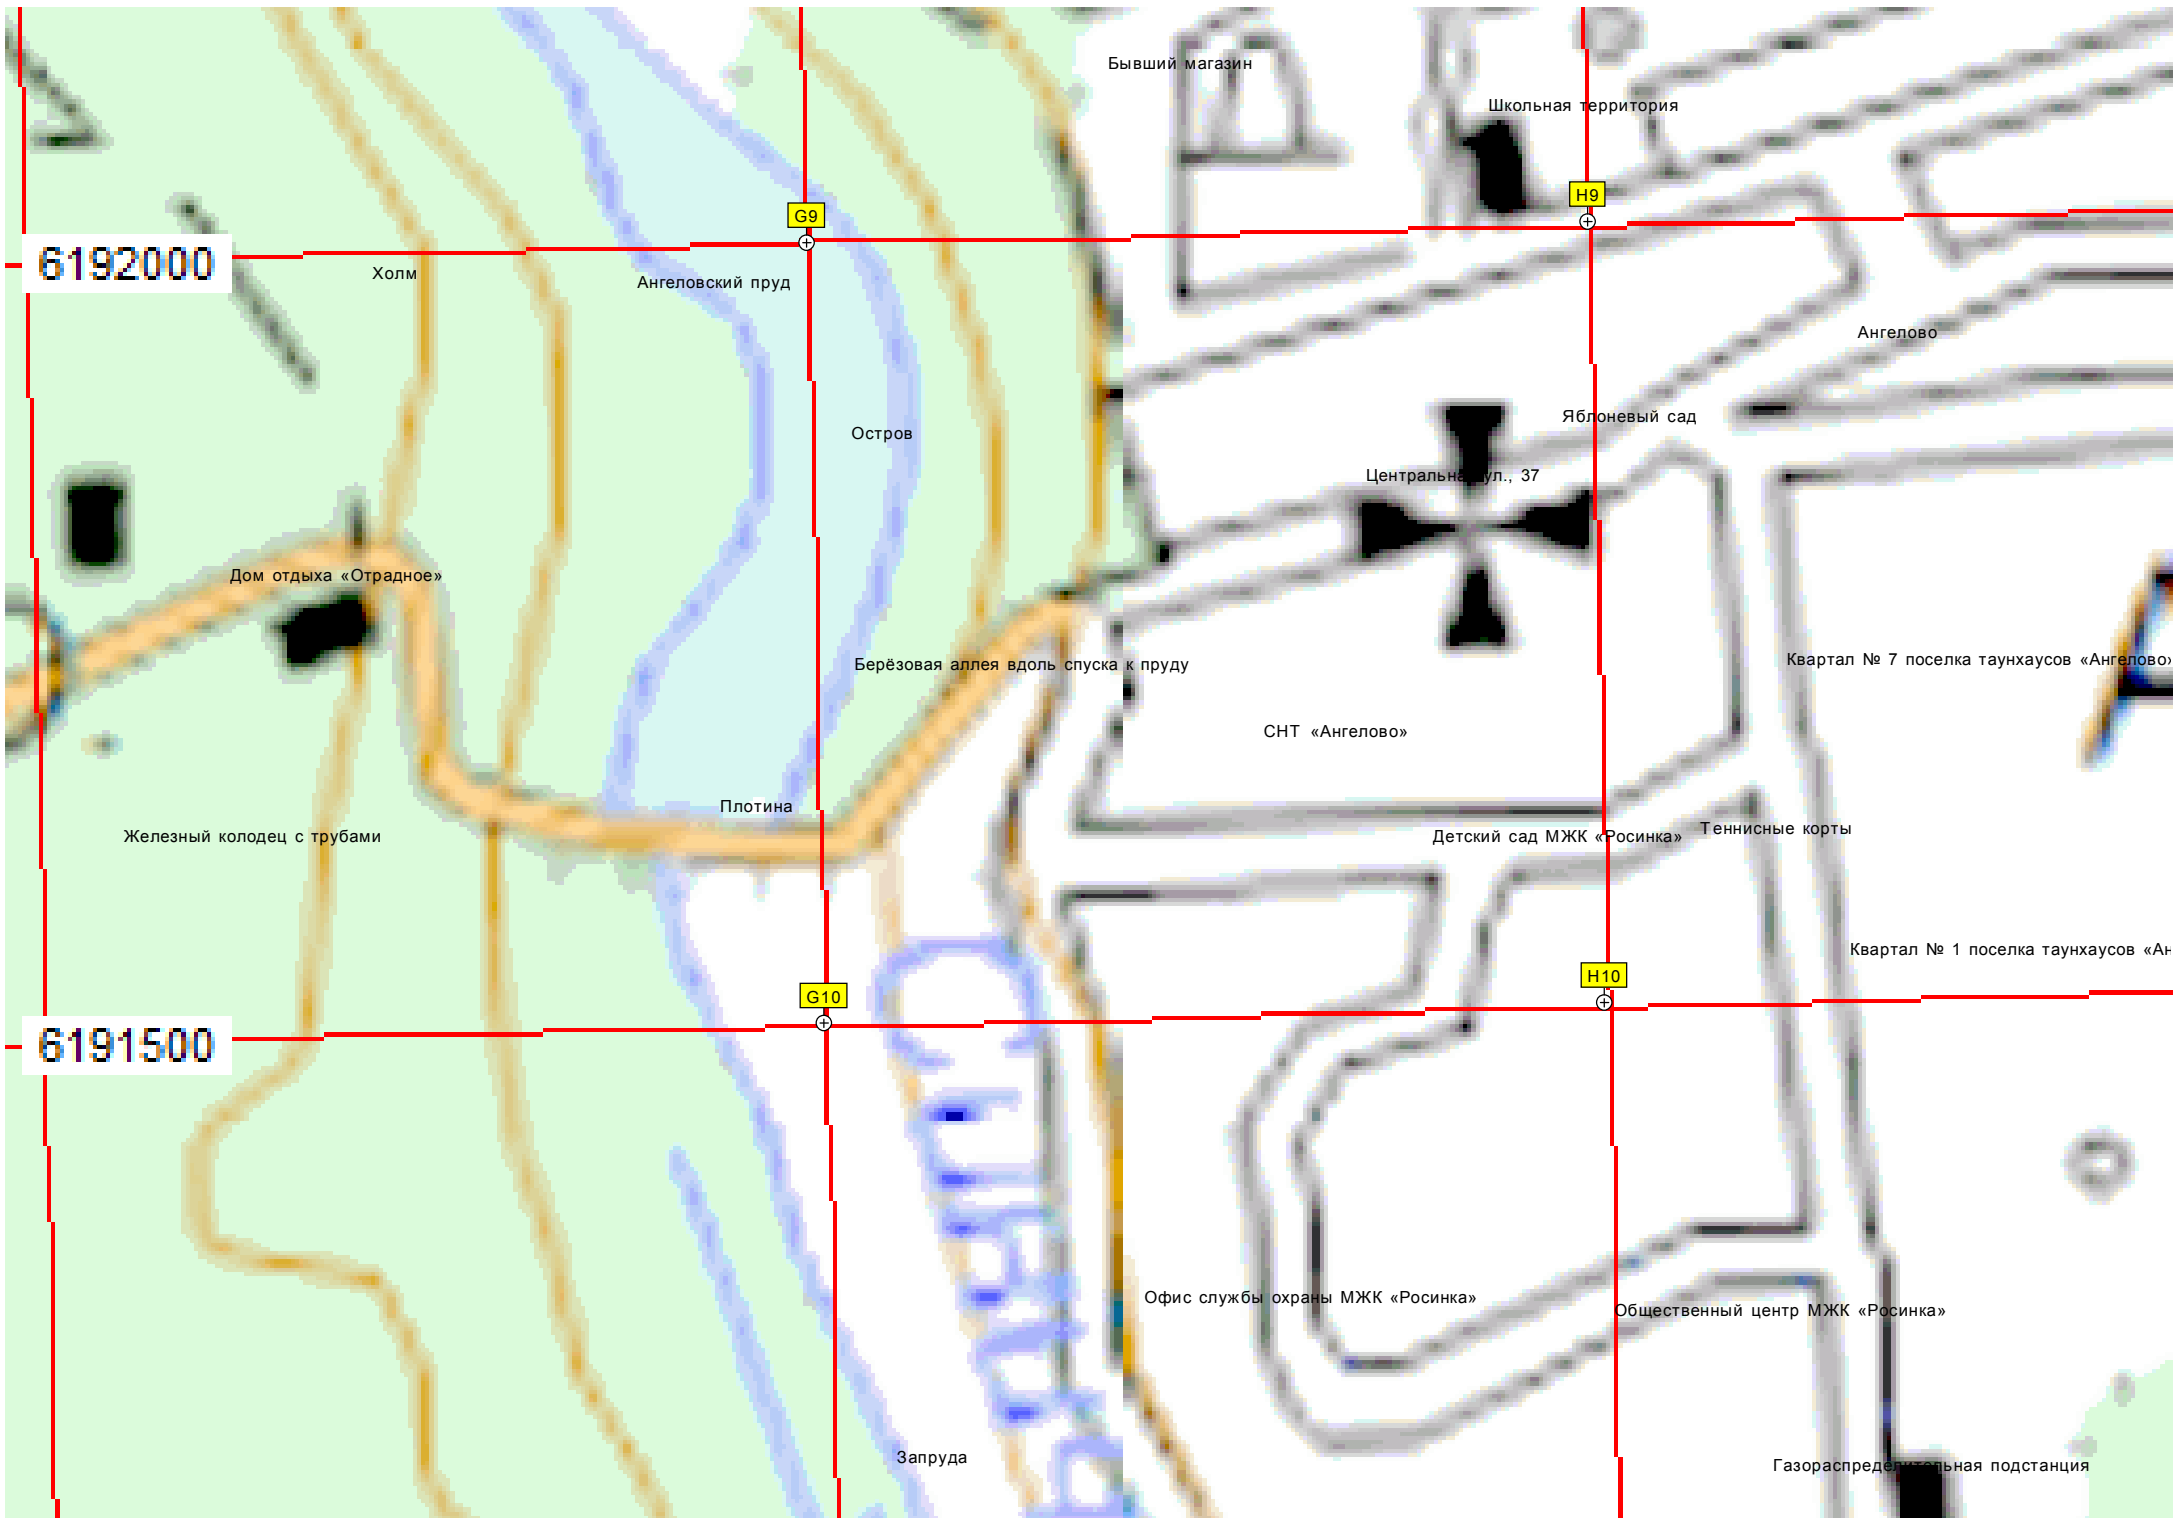 Бывший магазин
Школьная территория
H9
G9
6192000
Холм
Ангеловский пруд
Ангелово
Яблоневый сад
Остров
Центральная ул., 37
Дом отдыха «Отрадное»
Берёзовая аллея вдоль спуска к пруду
Квартал № 7 поселка таунхаусов «Ангелово»
СНТ «Ангелово»
Плотина
Железный колодец с трубами
Детский сад МЖК «Росинка»
Теннисные корты
Квартал № 1 поселка таунхаусов «Ан
H10
G10
6191500
Офис службы охраны МЖК «Росинка»
Общественный центр МЖК «Росинка»
Запруда
Газораспределительная подстанция